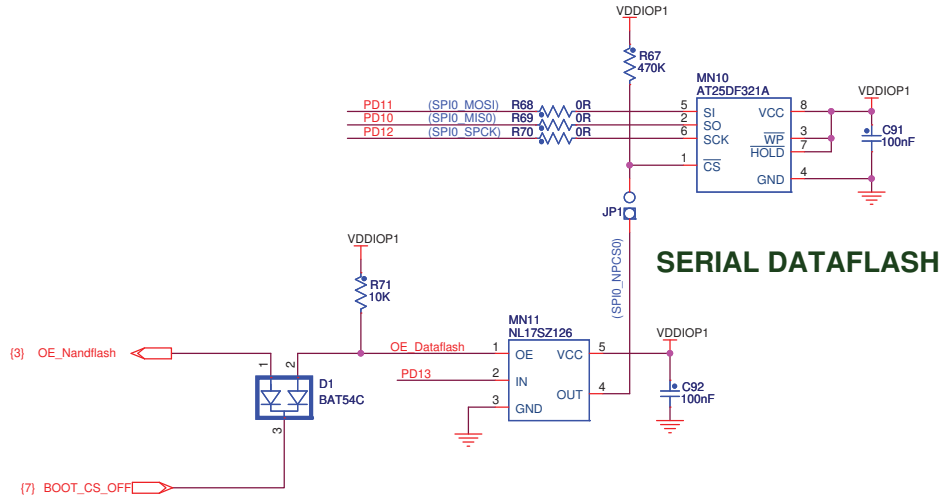 VDDIOP1
R67
470K
MN10
AT25DF321A
VDDIOP1
PD11 (SPI0_MOSI) R68 0R 5 SI VCC 8
PD10 (SPI0_MIS0) R69 0R 2 SO WP 3
PD12 (SPI0_SPCK) R70 0R 6 SCK HOLD 7
C91
100nF
1 CS
GND 4
JP1
(SPI0_NPCS0)
SERIAL DATAFLASH
VDDIOP1
R71
10K
MN11
NL17SZ126
VDDIOP1
{3} OE_Nandflash
1 2
OE_Dataflash 1 OE VCC 5
PD13 2 IN
OUT 4
3 GND
C92
100nF
D1
BAT54C
3
{7} BOOT_CS_OFF